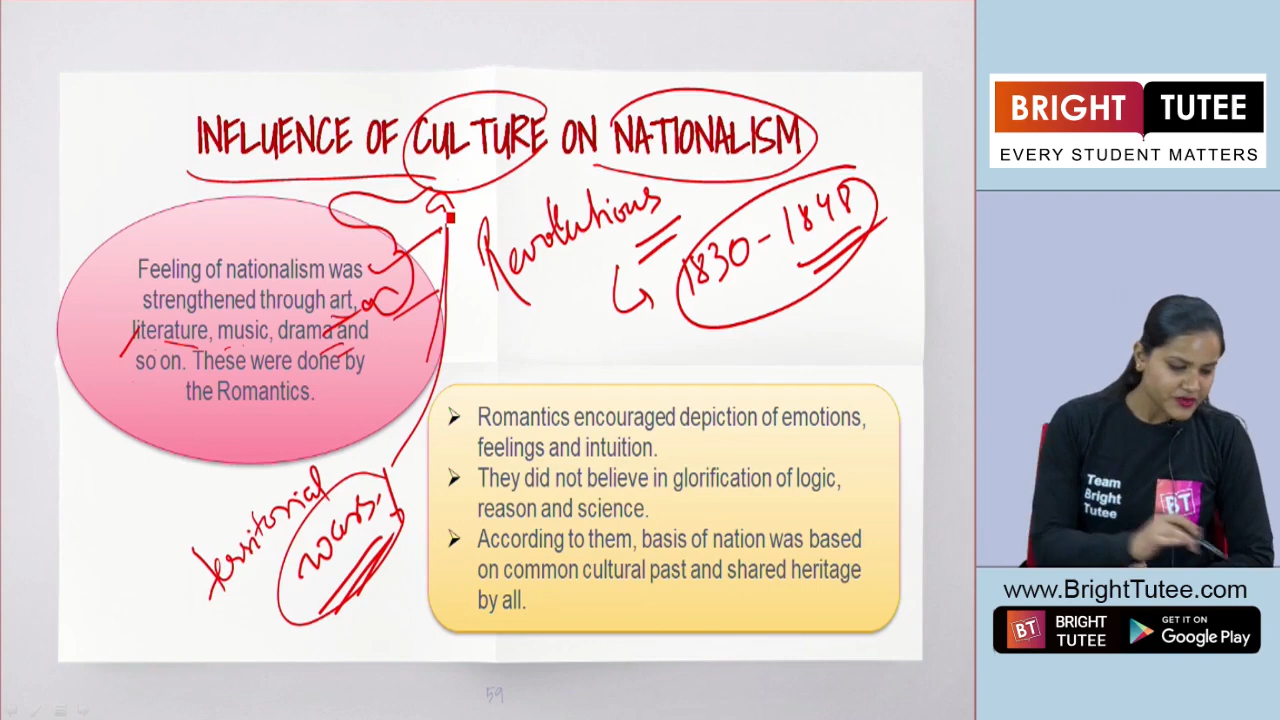 INFLUENCE OF CULTURE ON NATIONALISM
Revolutions
1830 - 1848
Feeling of nationalism was
strengthened through art,
literature, music, drama and
so on. These were done by
the Romantics.
territorial
wars.
➢ Romantics encouraged depiction of emotions,
feelings and intuition.
➢ They did not believe in glorification of logic,
reason and science.
➢ According to them, basis of nation was based
on common cultural past and shared heritage
by all.
59
BRIGHT TUTEE
EVERY STUDENT MATTERS
Team
Bright
Tutee
BT
www.BrightTutee.com
BT
BRIGHT
TUTEE
GET IT ON
Google Play